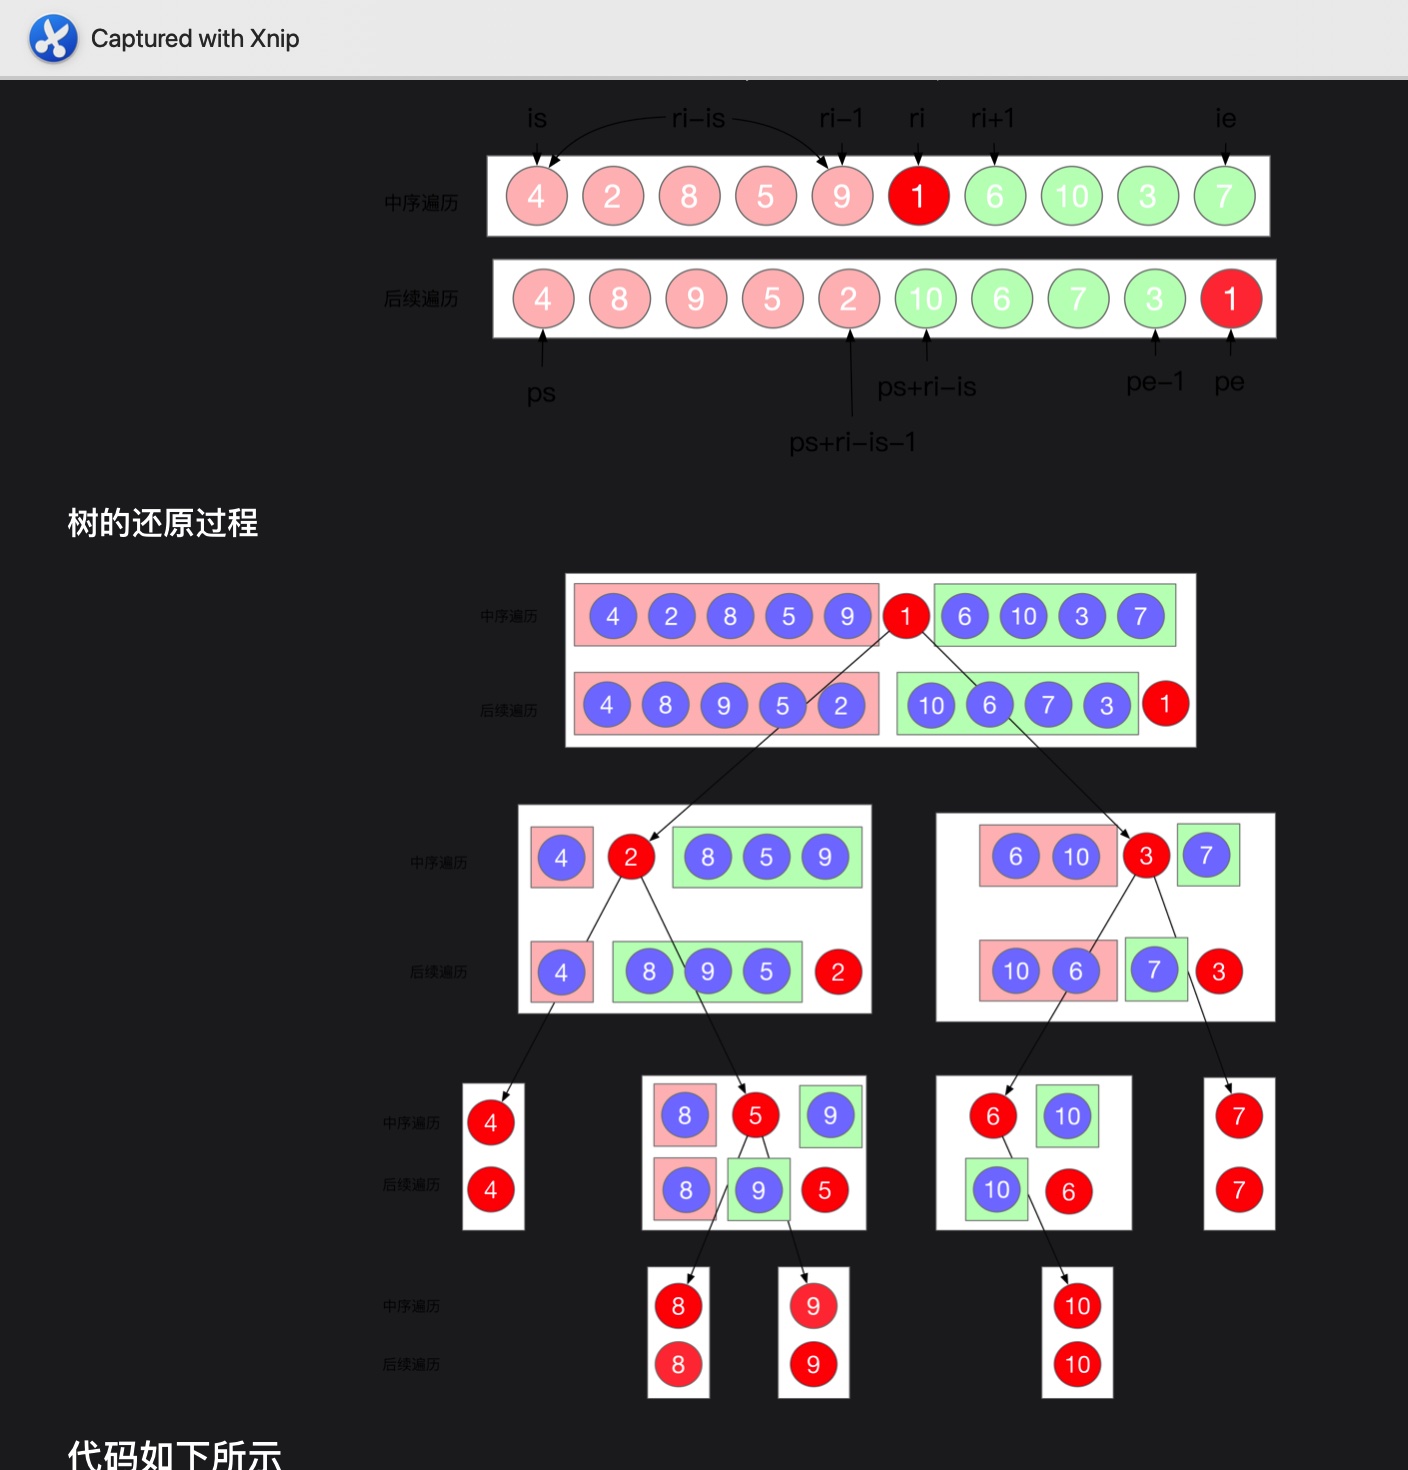 Captured with Xnip
is ri-is ri-1 ri ri+1 ie
中序遍历 4 2 8 5 9 1 6 10 3 7
后续遍历 4 8 9 5 2 10 6 7 3 1
ps ps+ri-is pe-1 pe
ps+ri-is-1
树的还原过程
中序遍历 4 2 8 5 9 1 6 10 3 7
后续遍历 4 8 9 5 2 10 6 7 3 1
中序遍历 4 2 8 5 9 6 10 3 7
后续遍历 4 8 9 5 2 10 6 7 3
中序遍历 4 8 5 9 6 10 7
后续遍历 4 8 9 5 10 6 7
中序遍历 8 9 10
后续遍历 8 9 10
代码如下所示